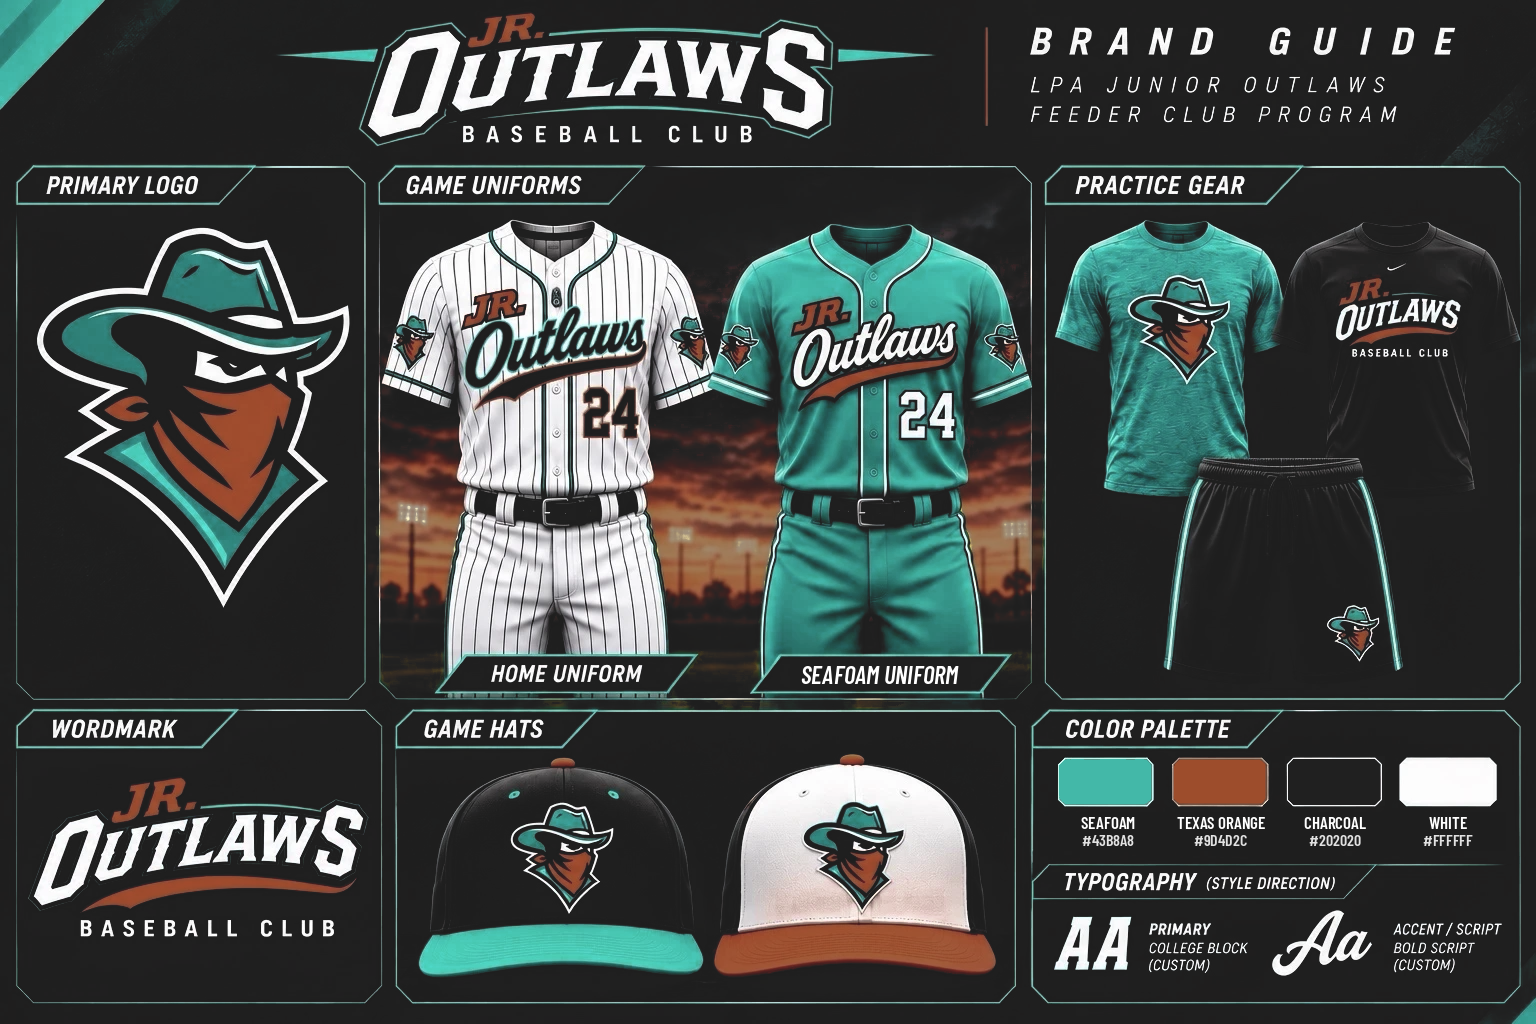 JR.
OUTLAWS
BASEBALL CLUB
BRAND GUIDE
LPA JUNIOR OUTLAWS
FEEDER CLUB PROGRAM
PRIMARY LOGO
GAME UNIFORMS
JR.
Outlaws
24
JR.
Outlaws
24
HOME UNIFORM
SEAFOAM UNIFORM
PRACTICE GEAR
JR.
OUTLAWS
BASEBALL CLUB
WORDMARK
JR.
OUTLAWS
BASEBALL CLUB
GAME HATS
COLOR PALETTE
SEAFOAM
#43B8A8
TEXAS ORANGE
#9D4D2C
CHARCOAL
#202020
WHITE
#FFFFFF
TYPOGRAPHY (STYLE DIRECTION)
AA
PRIMARY
COLLEGE BLOCK
(CUSTOM)
Aa
ACCENT / SCRIPT
BOLD SCRIPT
(CUSTOM)